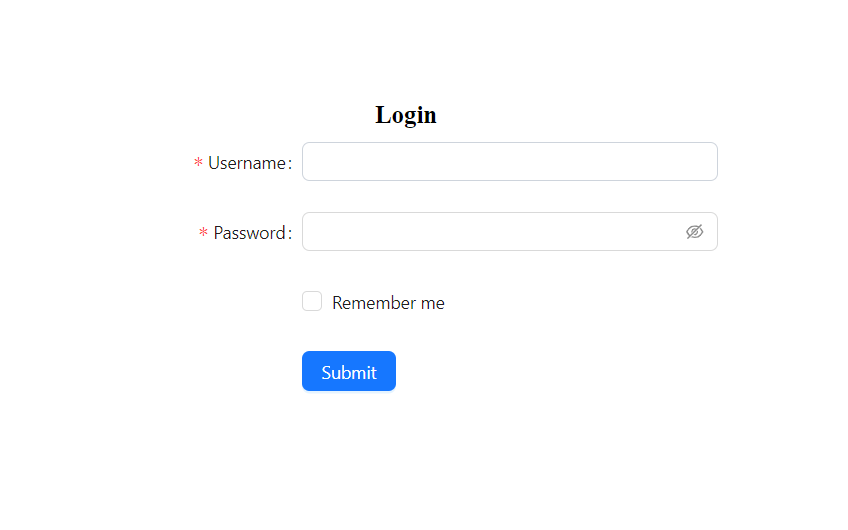 Login
* Username:
* Password:
Remember me
Submit